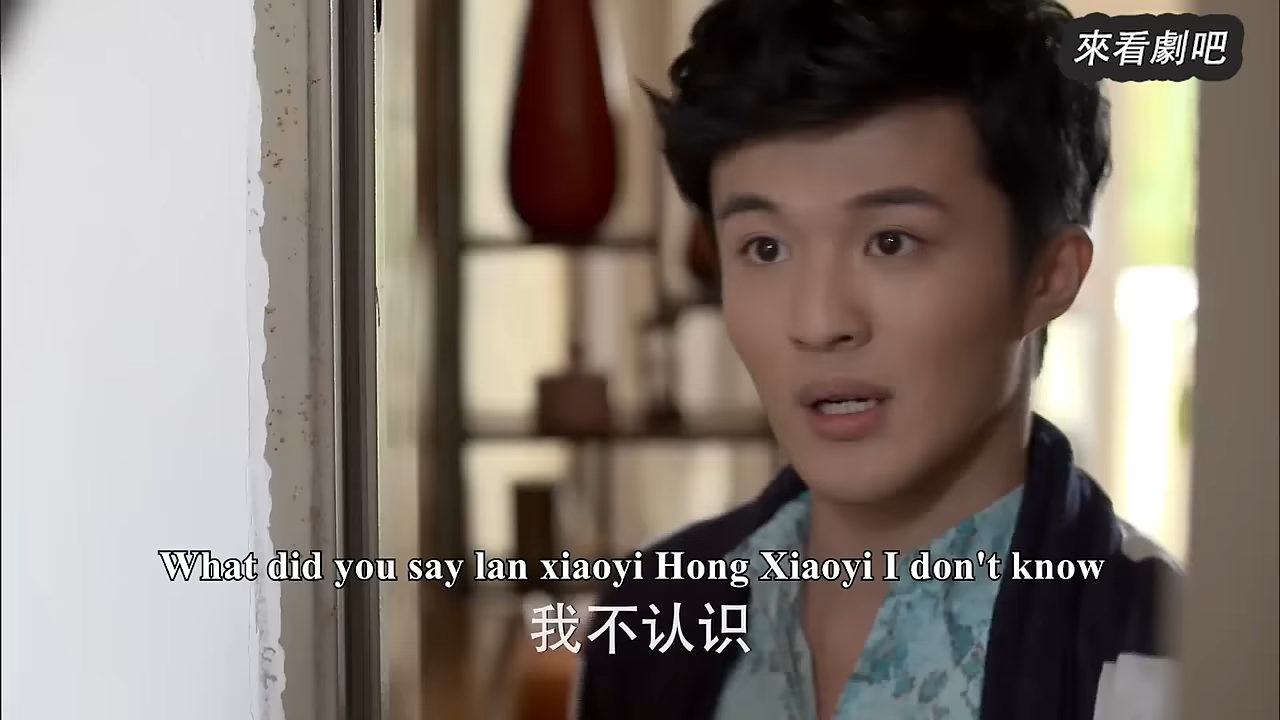 來看劇吧
What did you say lan xiaoyi Hong Xiaoyi I don't know
我不认识